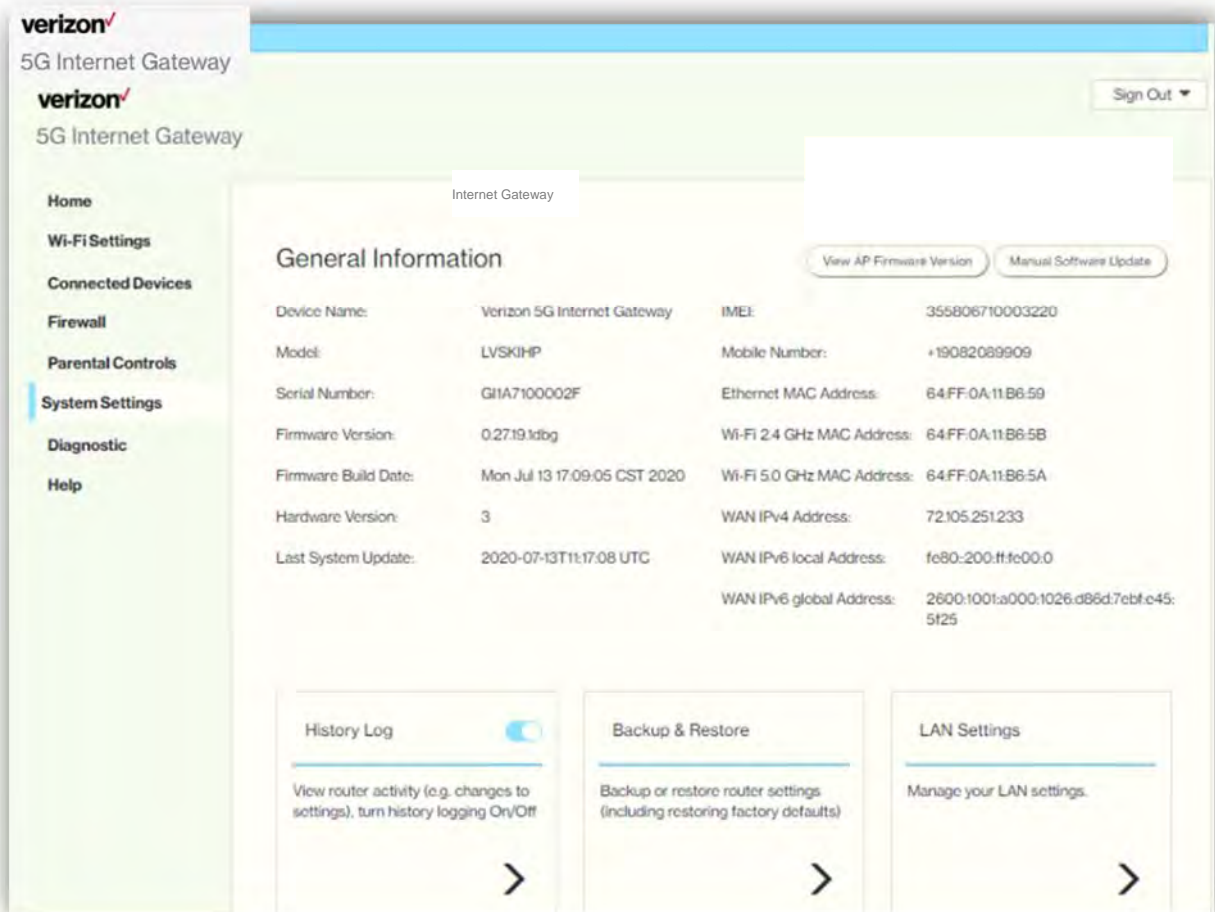 verizon
5G Internet Gateway
verizon
5G Internet Gateway
Sign Out
Internet Gateway
Home
Wi-Fi Settings
Connected Devices
Firewall
Parental Controls
System Settings
Diagnostic
Help
General Information
View AP Firmware Version
Manual Software Update
Device Name: Verizon 5G Internet Gateway IMEI: 355806710003220
Model: LVSKIHP Mobile Number: +19082089909
Serial Number: GI1A7100002F Ethernet MAC Address: 64:FF:0A:11:B6:59
Firmware Version: 0.27.19.1dbg Wi-Fi 2.4 GHz MAC Address: 64:FF:0A:11:B6:5B
Firmware Build Date: Mon Jul 13 17:09:05 CST 2020 Wi-Fi 5.0 GHz MAC Address: 64:FF:0A:11:B6:5A
Hardware Version: 3 WAN IPv4 Address: 72.105.251.233
Last System Update: 2020-07-13T11:17:08 UTC WAN IPv6 local Address: fe80::200:ff:fe00:0
WAN IPv6 global Address: 2600:1001:a000:1026:d86d:7ebf:e45:
5f25
History Log
View router activity (e.g. changes to
settings), turn history logging On/Off
Backup & Restore
Backup or restore router settings
(including restoring factory defaults)
LAN Settings
Manage your LAN settings.